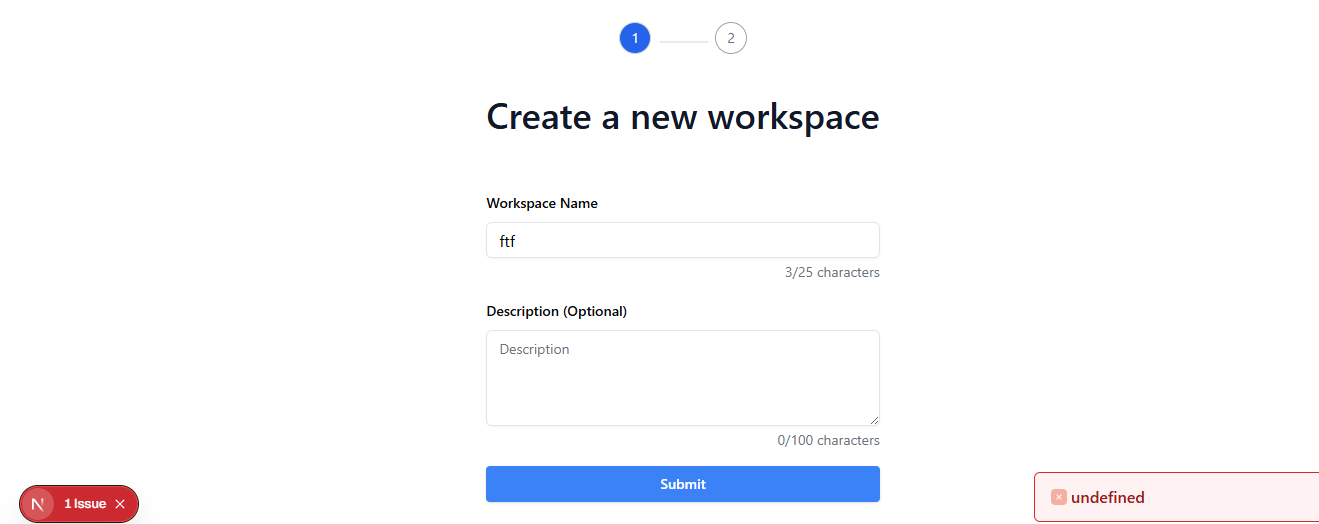 1
2
Create a new workspace
Workspace Name
ftf
3/25 characters
Description (Optional)
Description
0/100 characters
Submit
N 1 Issue ×
× undefined